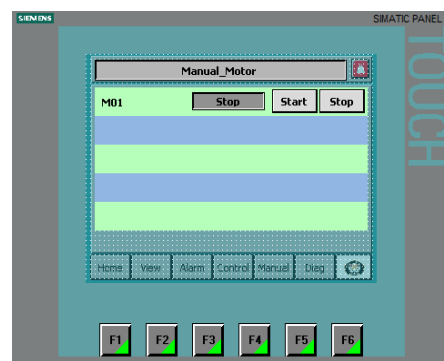 SIEMENS
SIMATIC PANEL
TOUCH
Manual_Motor
M01 Stop Start Stop
Home View Alarm Control Manual Diag
F1 F2 F3 F4 F5 F6